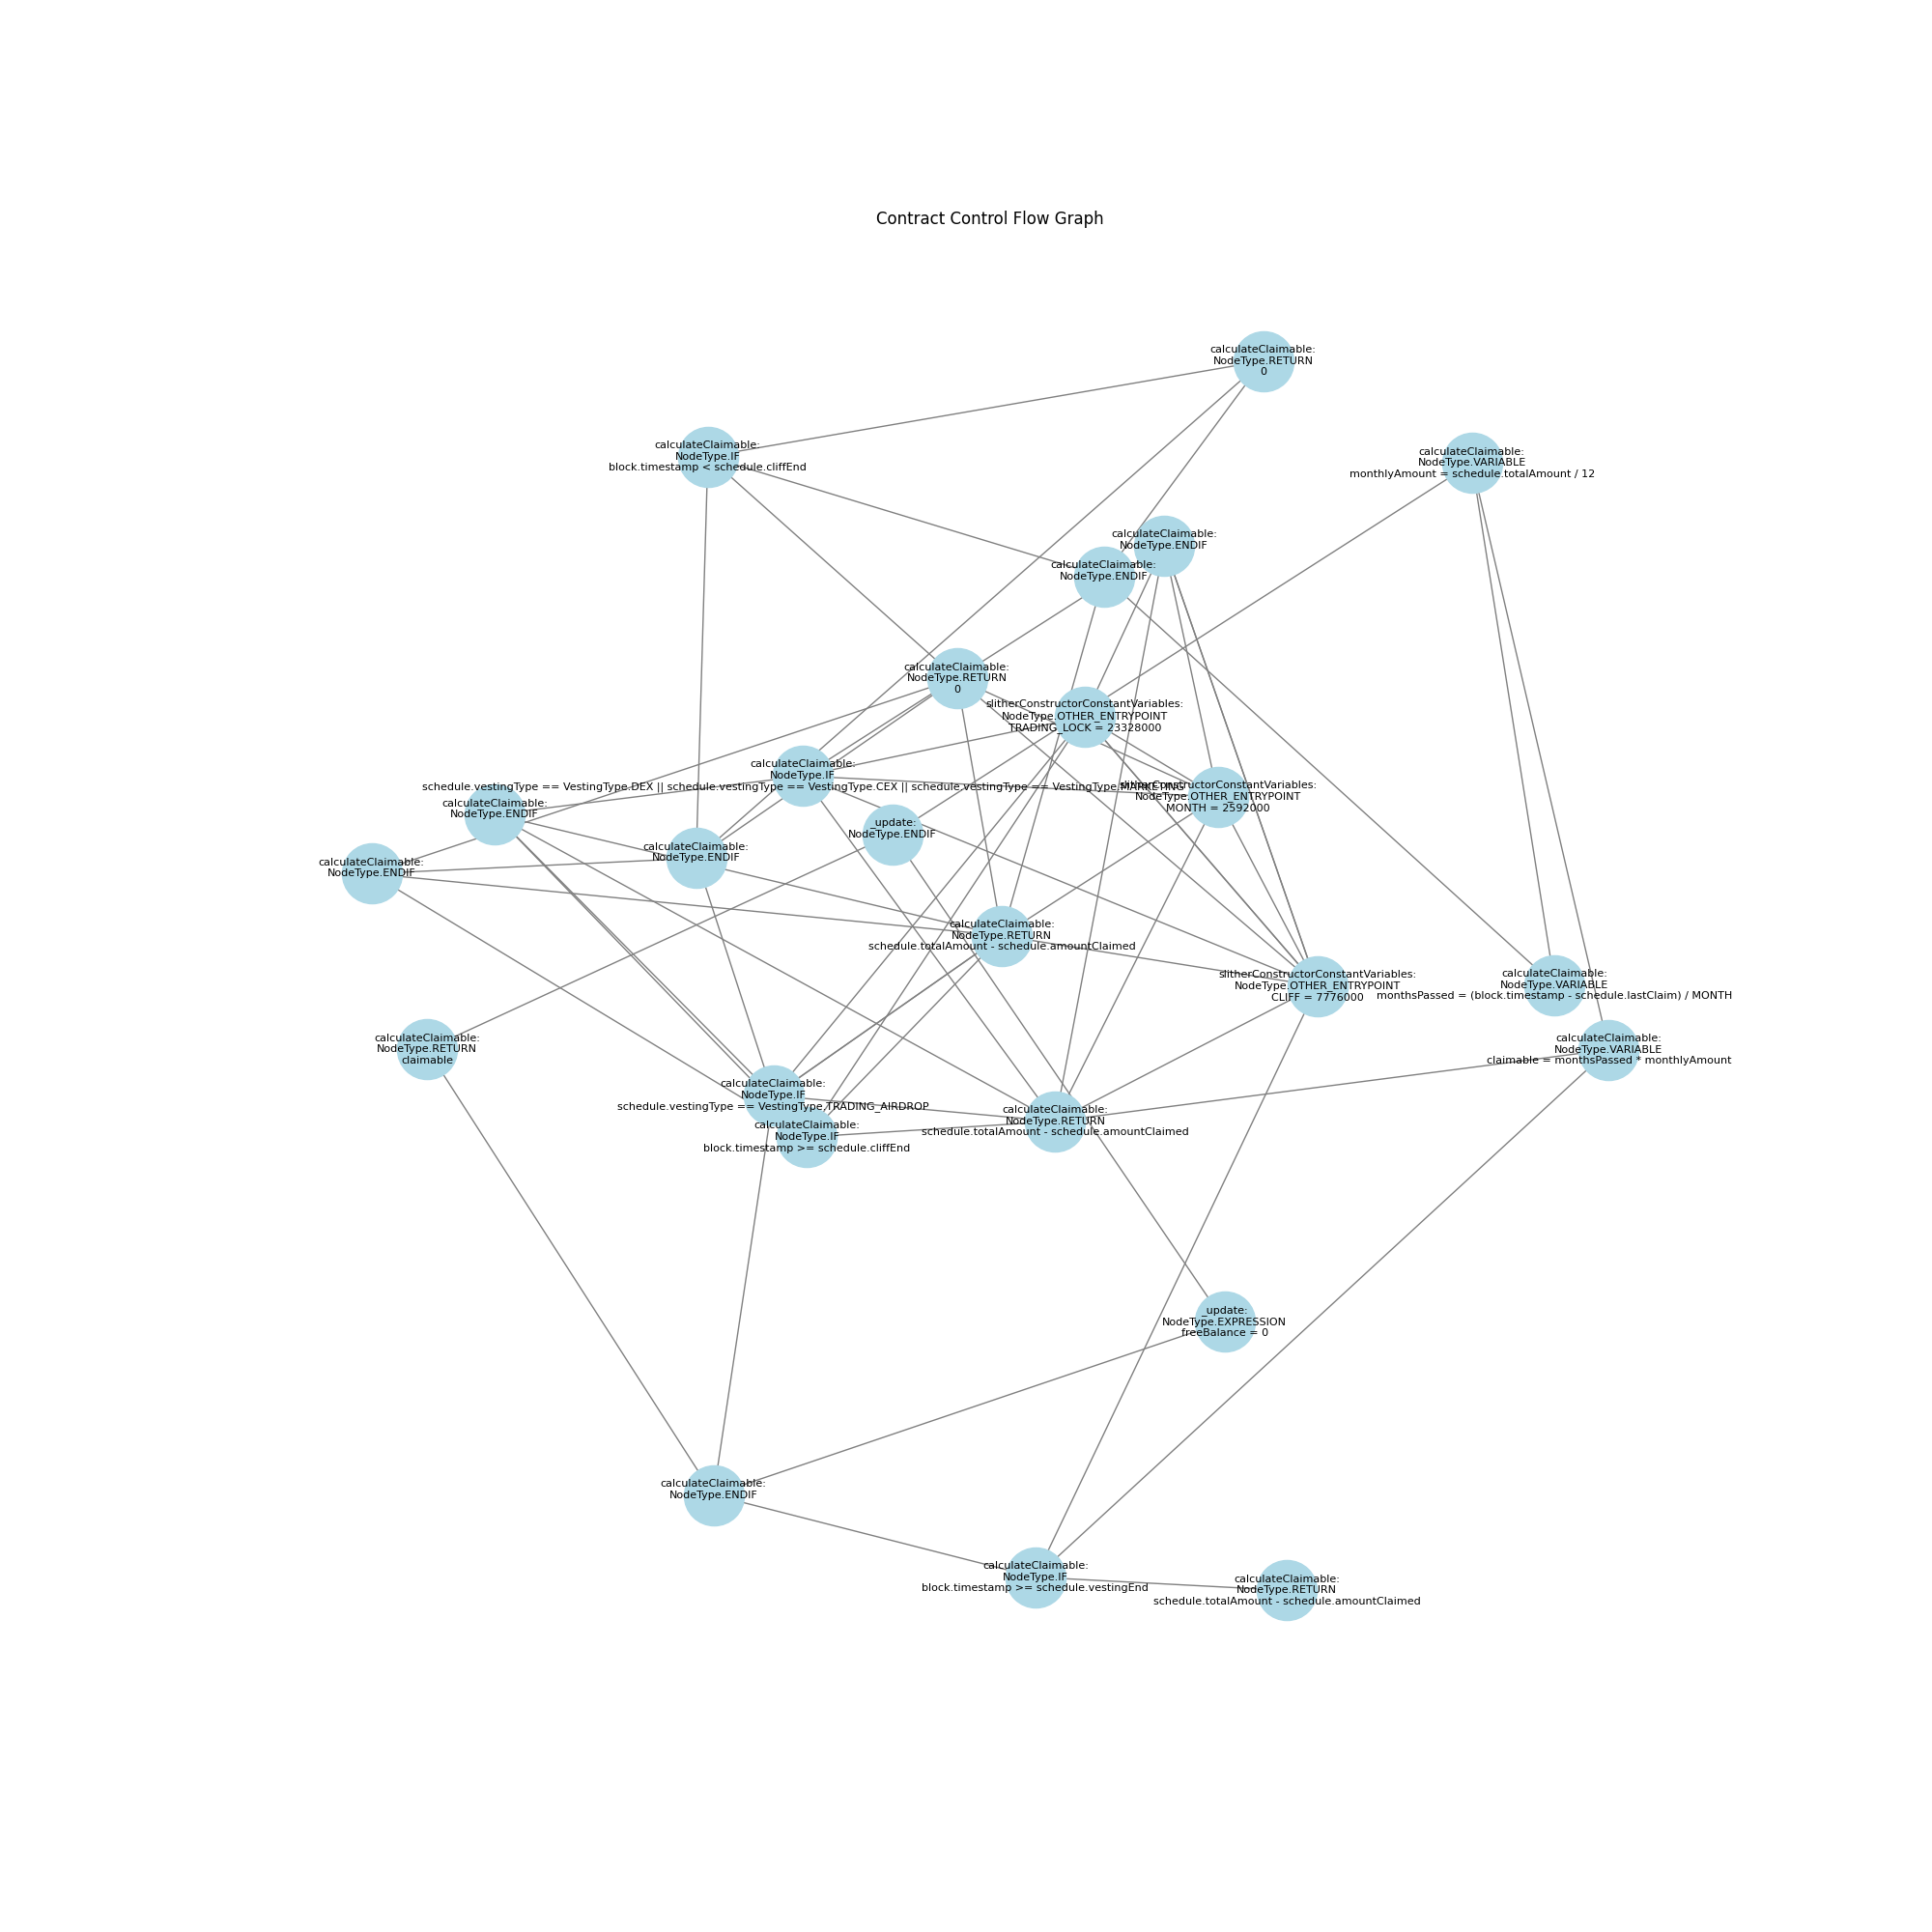 Contract Control Flow Graph
calculateClaimable:
NodeType.RETURN
0
calculateClaimable:
NodeType.IF
block.timestamp < schedule.cliffEnd
calculateClaimable:
NodeType.VARIABLE
monthlyAmount = schedule.totalAmount / 12
calculateClaimable:
NodeType.ENDIF
calculateClaimable:
NodeType.ENDIF
calculateClaimable:
NodeType.RETURN
0
slitherConstructorConstantVariables:
NodeType.OTHER_ENTRYPOINT
TRADING_LOCK = 23328000
calculateClaimable:
NodeType.IF
schedule.vestingType == VestingType.DEX || schedule.vestingType == VestingType.CEX || schedule.vestingType == VestingType.MARKETING
slitherConstructorConstantVariables:
NodeType.OTHER_ENTRYPOINT
MONTH = 2592000
calculateClaimable:
NodeType.ENDIF
_update:
NodeType.ENDIF
calculateClaimable:
NodeType.ENDIF
calculateClaimable:
NodeType.ENDIF
calculateClaimable:
NodeType.RETURN
schedule.totalAmount - schedule.amountClaimed
slitherConstructorConstantVariables:
NodeType.OTHER_ENTRYPOINT
CLIFF = 7776000
calculateClaimable:
NodeType.VARIABLE
monthsPassed = (block.timestamp - schedule.lastClaim) / MONTH
calculateClaimable:
NodeType.RETURN
claimable
calculateClaimable:
NodeType.VARIABLE
claimable = monthsPassed * monthlyAmount
calculateClaimable:
NodeType.IF
schedule.vestingType == VestingType.TRADING_AIRDROP
calculateClaimable:
NodeType.RETURN
schedule.totalAmount - schedule.amountClaimed
calculateClaimable:
NodeType.IF
block.timestamp >= schedule.cliffEnd
_update:
NodeType.EXPRESSION
freeBalance = 0
calculateClaimable:
NodeType.ENDIF
calculateClaimable:
NodeType.IF
block.timestamp >= schedule.vestingEnd
calculateClaimable:
NodeType.RETURN
schedule.totalAmount - schedule.amountClaimed